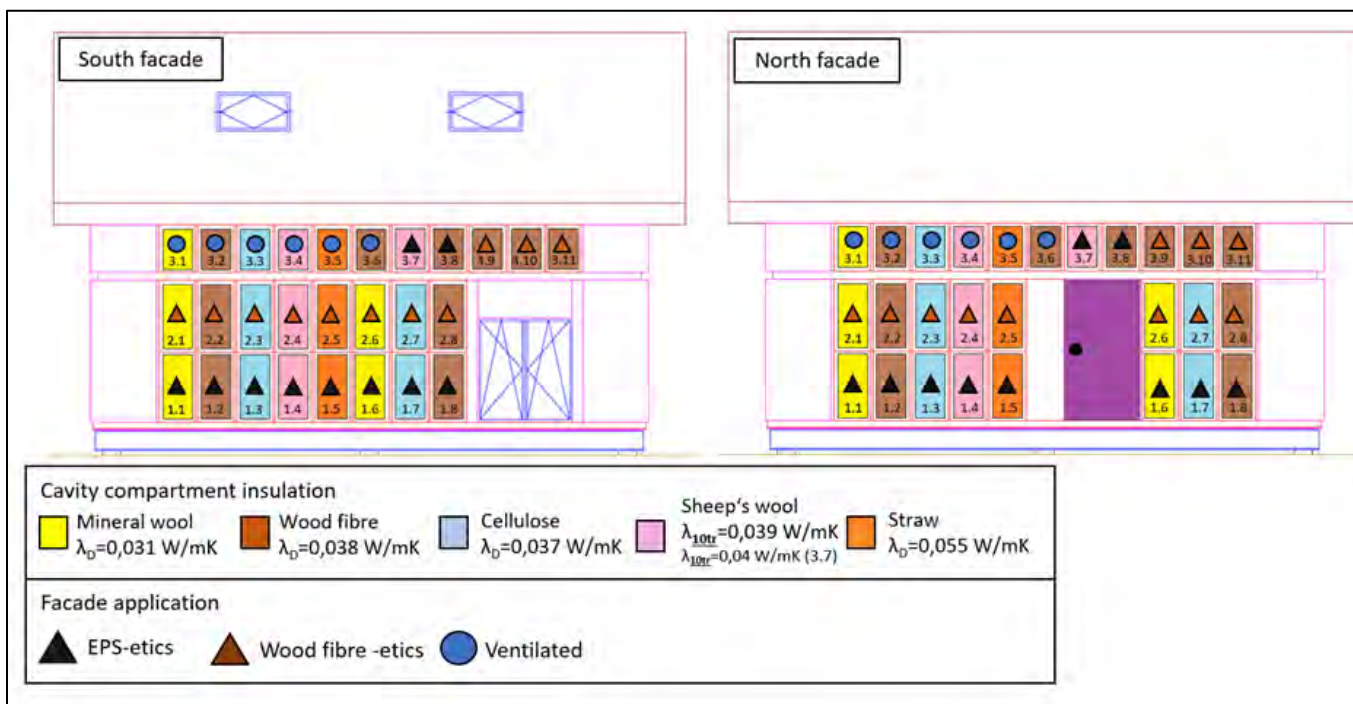 South facade
North facade
3.1 3.2 3.3 3.4 3.5 3.6 3.7 3.8 3.9 3.10 3.11
3.1 3.2 3.3 3.4 3.5 3.6 3.7 3.8 3.9 3.10 3.11
2.1 2.2 2.3 2.4 2.5 2.6 2.7 2.8
2.1 2.2 2.3 2.4 2.5 2.6 2.7 2.8
1.1 1.2 1.3 1.4 1.5 1.6 1.7 1.8
1.1 1.2 1.3 1.4 1.5 1.6 1.7 1.8
Cavity compartment insulation
Mineral wool
λD=0,031 W/mK
Wood fibre
λD=0,038 W/mK
Cellulose
λD=0,037 W/mK
Sheep‘s wool
λ10tr=0,039 W/mK
λ10tr=0,04 W/mK (3.7)
Straw
λD=0,055 W/mK
Facade application
EPS-etics
Wood fibre -etics
Ventilated